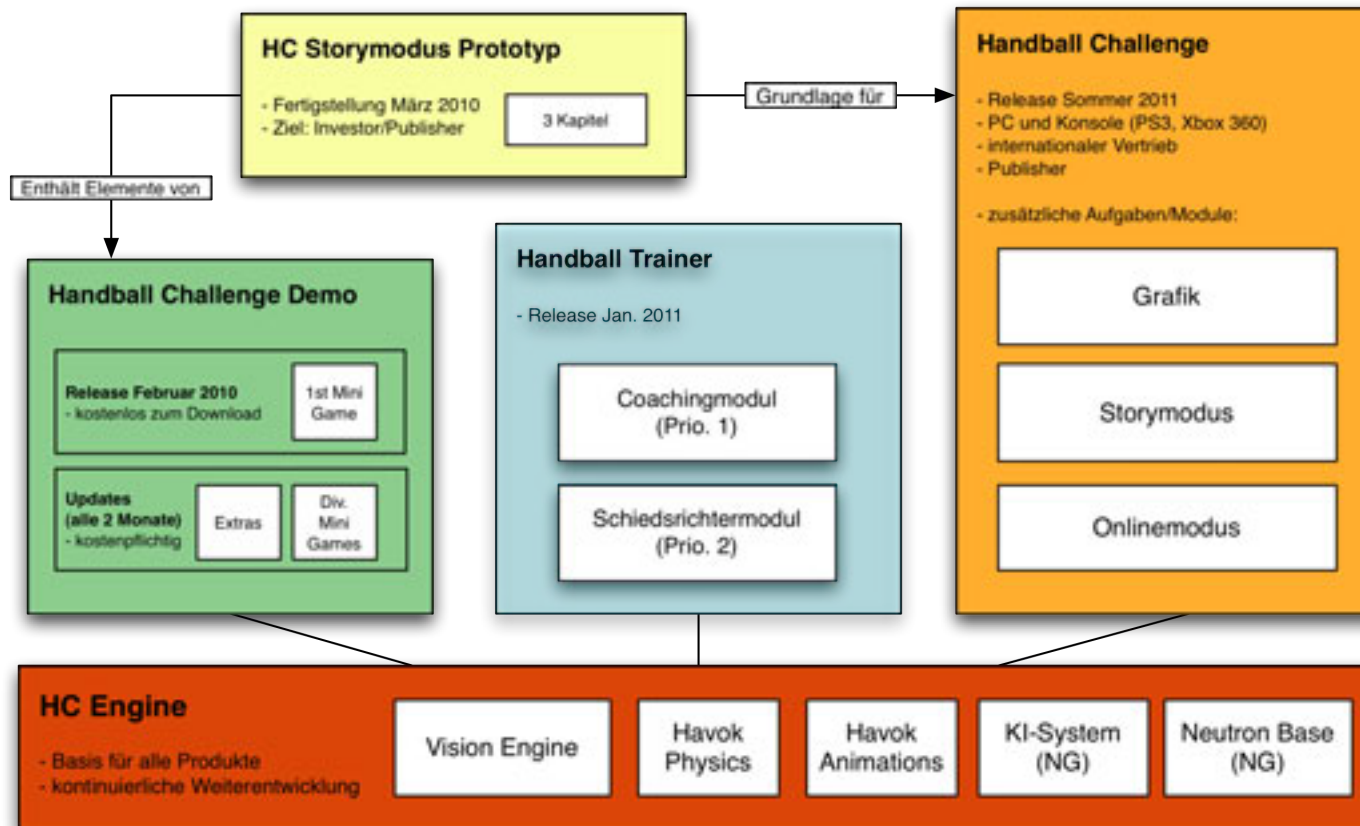 HC Storymodus Prototyp
- Fertigstellung März 2010
- Ziel: Investor/Publisher
3 Kapitel
Grundlage für
Enthält Elemente von
Handball Challenge
- Release Sommer 2011
- PC und Konsole (PS3, Xbox 360)
- internationaler Vertrieb
- Publisher
- zusätzliche Aufgaben/Module:
Grafik
Storymodus
Onlinemodus
Handball Challenge Demo
Release Februar 2010
- kostenlos zum Download
1st Mini
Game
Updates
(alle 2 Monate)
- kostenpflichtig
Extras
Div.
Mini
Games
Handball Trainer
- Release Jan. 2011
Coachingmodul
(Prio. 1)
Schiedsrichtermodul
(Prio. 2)
HC Engine
- Basis für alle Produkte
- kontinuierliche Weiterentwicklung
Vision Engine
Havok
Physics
Havok
Animations
KI-System
(NG)
Neutron Base
(NG)